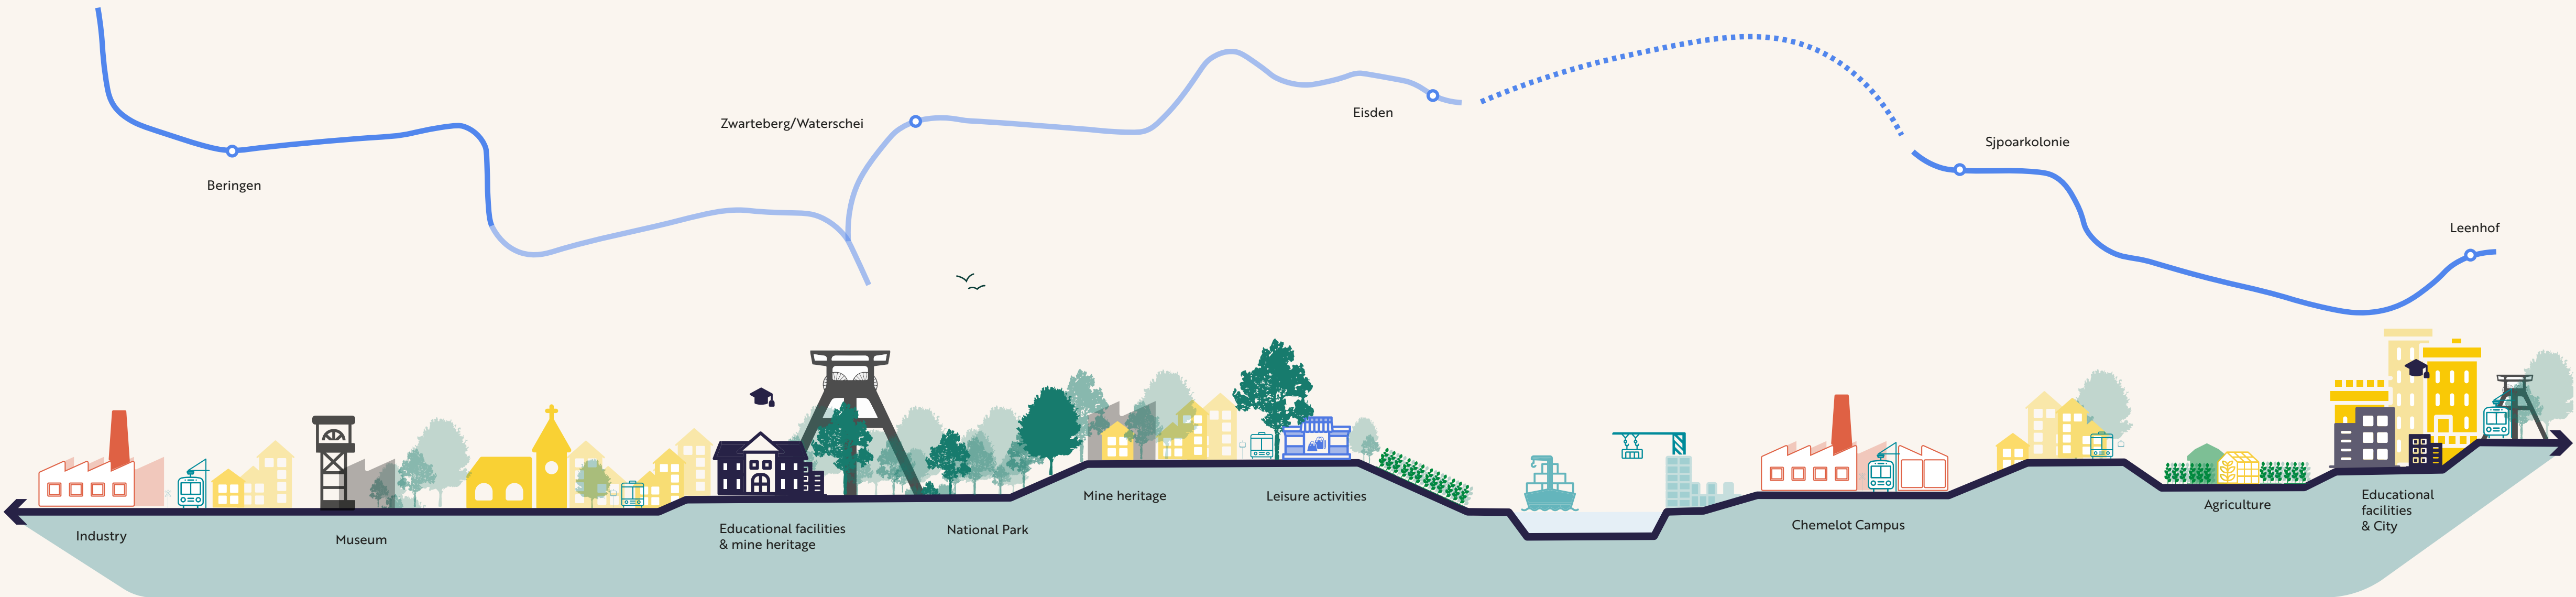 Beringen
Zwarteberg/Waterschei
Eisden
Sjpoarkolonie
Leenhof
Industry
Museum
Educational facilities
& mine heritage
National Park
Mine heritage
Leisure activities
Chemelot Campus
Agriculture
Educational
facilities
& City